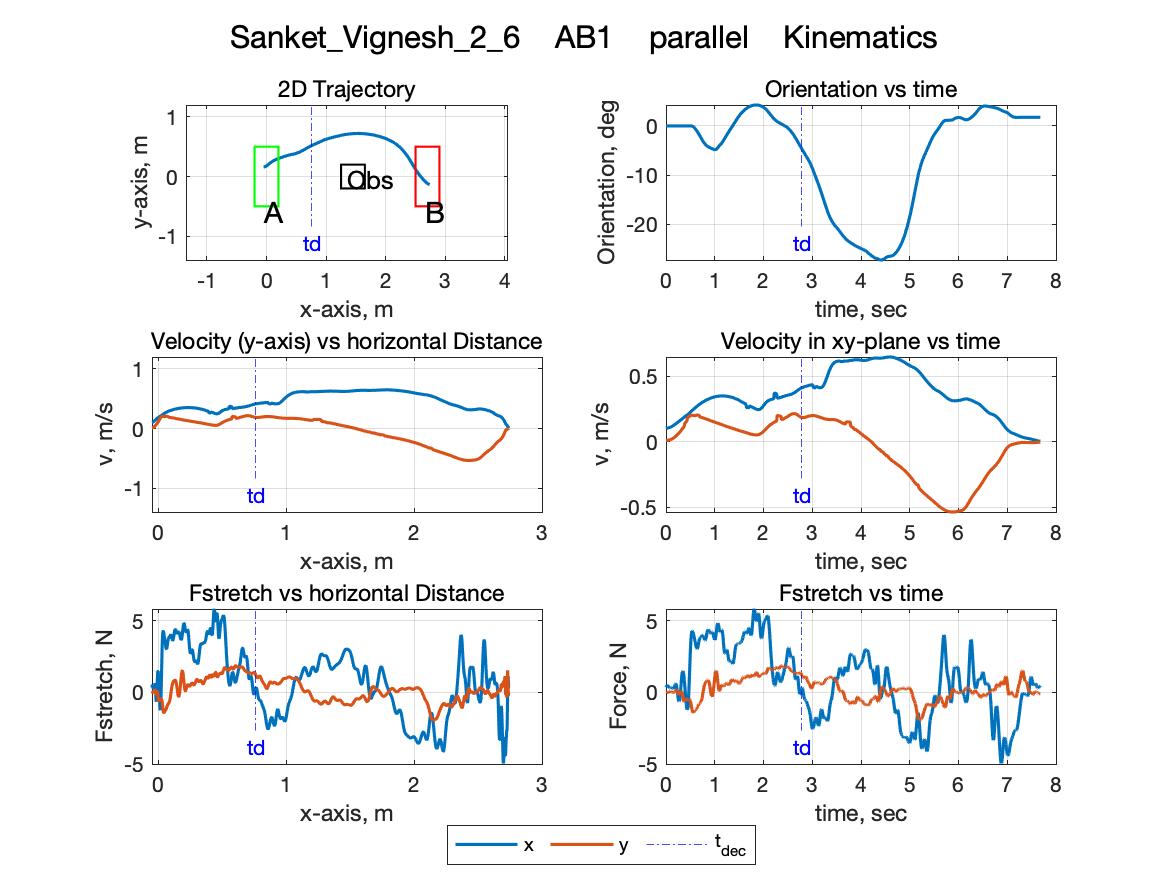 Sanket_Vignesh_2_6 AB1 parallel Kinematics
2D Trajectory
1
0
-1
y-axis, m
A
td
Obs
B
-1 0 1 2 3 4
x-axis, m
Orientation vs time
0
-10
-20
Orientation, deg
td
0 1 2 3 4 5 6 7 8
time, sec
Velocity (y-axis) vs horizontal Distance
1
0
-1
v, m/s
td
0 1 2 3
x-axis, m
Velocity in xy-plane vs time
0.5
0
-0.5
v, m/s
td
0 1 2 3 4 5 6 7 8
time, sec
Fstretch vs horizontal Distance
5
0
-5
Fstretch, N
td
0 1 2 3
x-axis, m
Fstretch vs time
5
0
-5
Force, N
td
0 1 2 3 4 5 6 7 8
time, sec
x y tdec